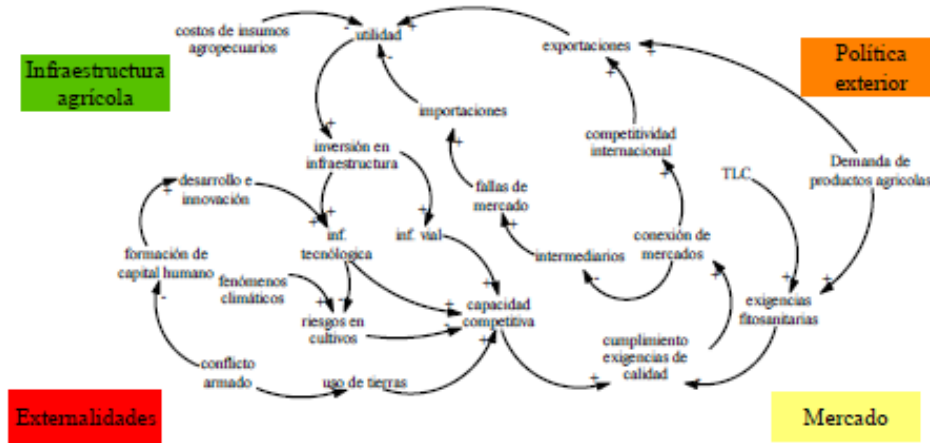 costos de insumos
agropecuarios
utilidad
exportaciones
Infraestructura
agrícola
Política
exterior
importaciones
inversión en
infraestructura
competitividad
internacional
TLC
Demanda de
productos agricolas
desarrollo e
innovación
fallas de
mercado
inf.
tecnólogica
inf. vial
intermediarios
conexión de
mercados
formación de
capital humano
fenómenos
climáticos
riesgos en
cultivos
capacidad
competitiva
exigencias
fitosanitarias
cumplimiento
exigencias de
calidad
conflicto
armado
uso de tierras
Externalidades
Mercado